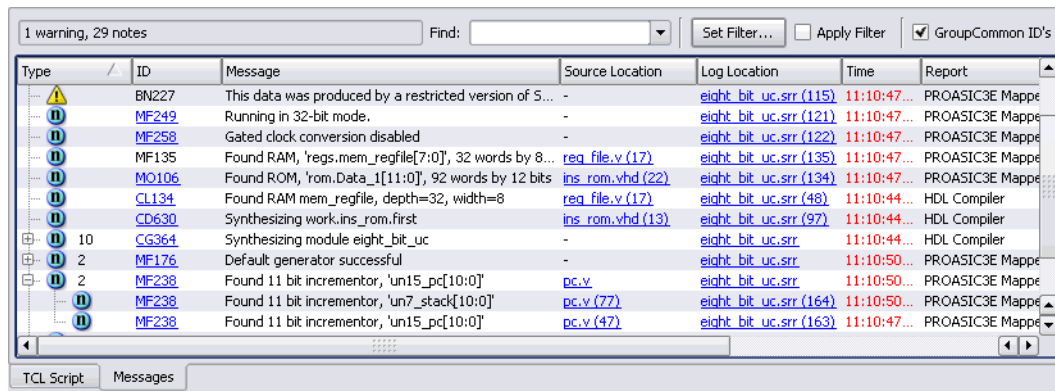 1 warning, 29 notes Find: Set Filter... Apply Filter GroupCommon ID's
Type ID Message Source Location Log Location Time Report
BN227 This data was produced by a restricted version of S... - eight_bit_uc.srr (115) 11:10:47... PROASIC3E Mappe
n MF249 Running in 32-bit mode. - eight_bit_uc.srr (121) 11:10:47... PROASIC3E Mappe
n MF258 Gated clock conversion disabled - eight_bit_uc.srr (122) 11:10:47... PROASIC3E Mappe
n MF135 Found RAM, 'regs.mem_regfile[7:0]', 32 words by 8... reg_file.v (17) eight_bit_uc.srr (135) 11:10:47... PROASIC3E Mappe
n MO106 Found ROM, 'rom.Data_1[11:0]', 92 words by 12 bits ins_rom.vhd (22) eight_bit_uc.srr (134) 11:10:47... PROASIC3E Mappe
n CL134 Found RAM mem_regfile, depth=32, width=8 reg_file.v (17) eight_bit_uc.srr (48) 11:10:44... HDL Compiler
n CD630 Synthesizing work.ins_rom.first ins_rom.vhd (13) eight_bit_uc.srr (97) 11:10:44... HDL Compiler
n 10 CG364 Synthesizing module eight_bit_uc - eight_bit_uc.srr 11:10:44... HDL Compiler
n 2 MF176 Default generator successful - eight_bit_uc.srr 11:10:50... PROASIC3E Mappe
n 2 MF238 Found 11 bit incrementor, 'un15_pc[10:0]' pc.v eight_bit_uc.srr 11:10:50... PROASIC3E Mappe
n MF238 Found 11 bit incrementor, 'un7_stack[10:0]' pc.v (77) eight_bit_uc.srr (164) 11:10:50... PROASIC3E Mappe
n MF238 Found 11 bit incrementor, 'un15_pc[10:0]' pc.v (47) eight_bit_uc.srr (163) 11:10:47... PROASIC3E Mappe
TCL Script Messages